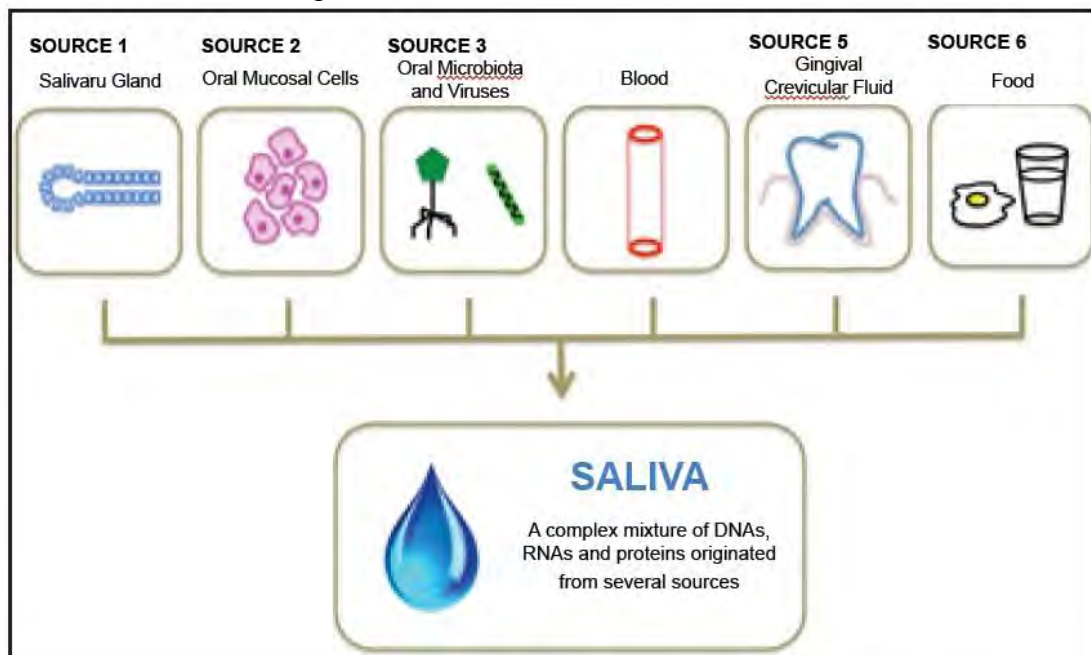 SOURCE 1
Salivaru Gland
SOURCE 2
Oral Mucosal Cells
SOURCE 3
Oral Microbiota
and Viruses
Blood
SOURCE 5
Gingival
Crevicular Fluid
SOURCE 6
Food
SALIVA
A complex mixture of DNAs,
RNAs and proteins originated
from several sources